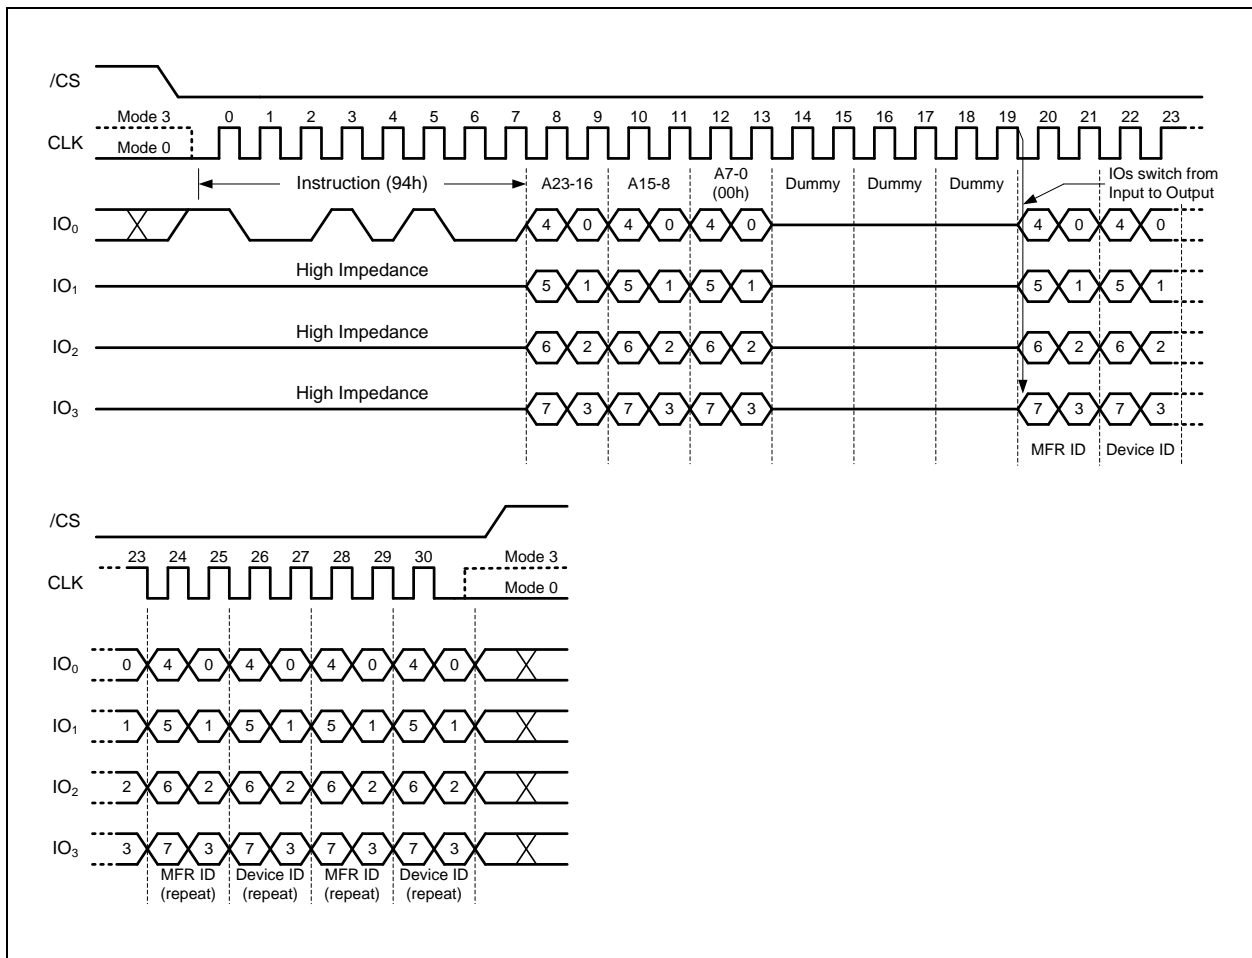 /CS
Mode 3 0 1 2 3 4 5 6 7 8 9 10 11 12 13 14 15 16 17 18 19 20 21 22 23
CLK
Mode 0
Instruction (94h) A23-16 A15-8 A7-0 (00h) Dummy Dummy Dummy IOs switch from Input to Output
IO0 4 0 4 0 4 0 4 0 4 0
High Impedance
IO1 5 1 5 1 5 1 5 1 5 1
High Impedance
IO2 6 2 6 2 6 2 6 2 6 2
High Impedance
IO3 7 3 7 3 7 3 7 3 7 3
MFR ID Device ID
/CS
23 24 25 26 27 28 29 30 Mode 3
CLK
Mode 0
IO0 0 4 0 4 0 4 0 4 0
IO1 1 5 1 5 1 5 1 5 1
IO2 2 6 2 6 2 6 2 6 2
IO3 3 7 3 7 3 7 3 7 3
MFR ID Device ID MFR ID Device ID
(repeat) (repeat) (repeat) (repeat)